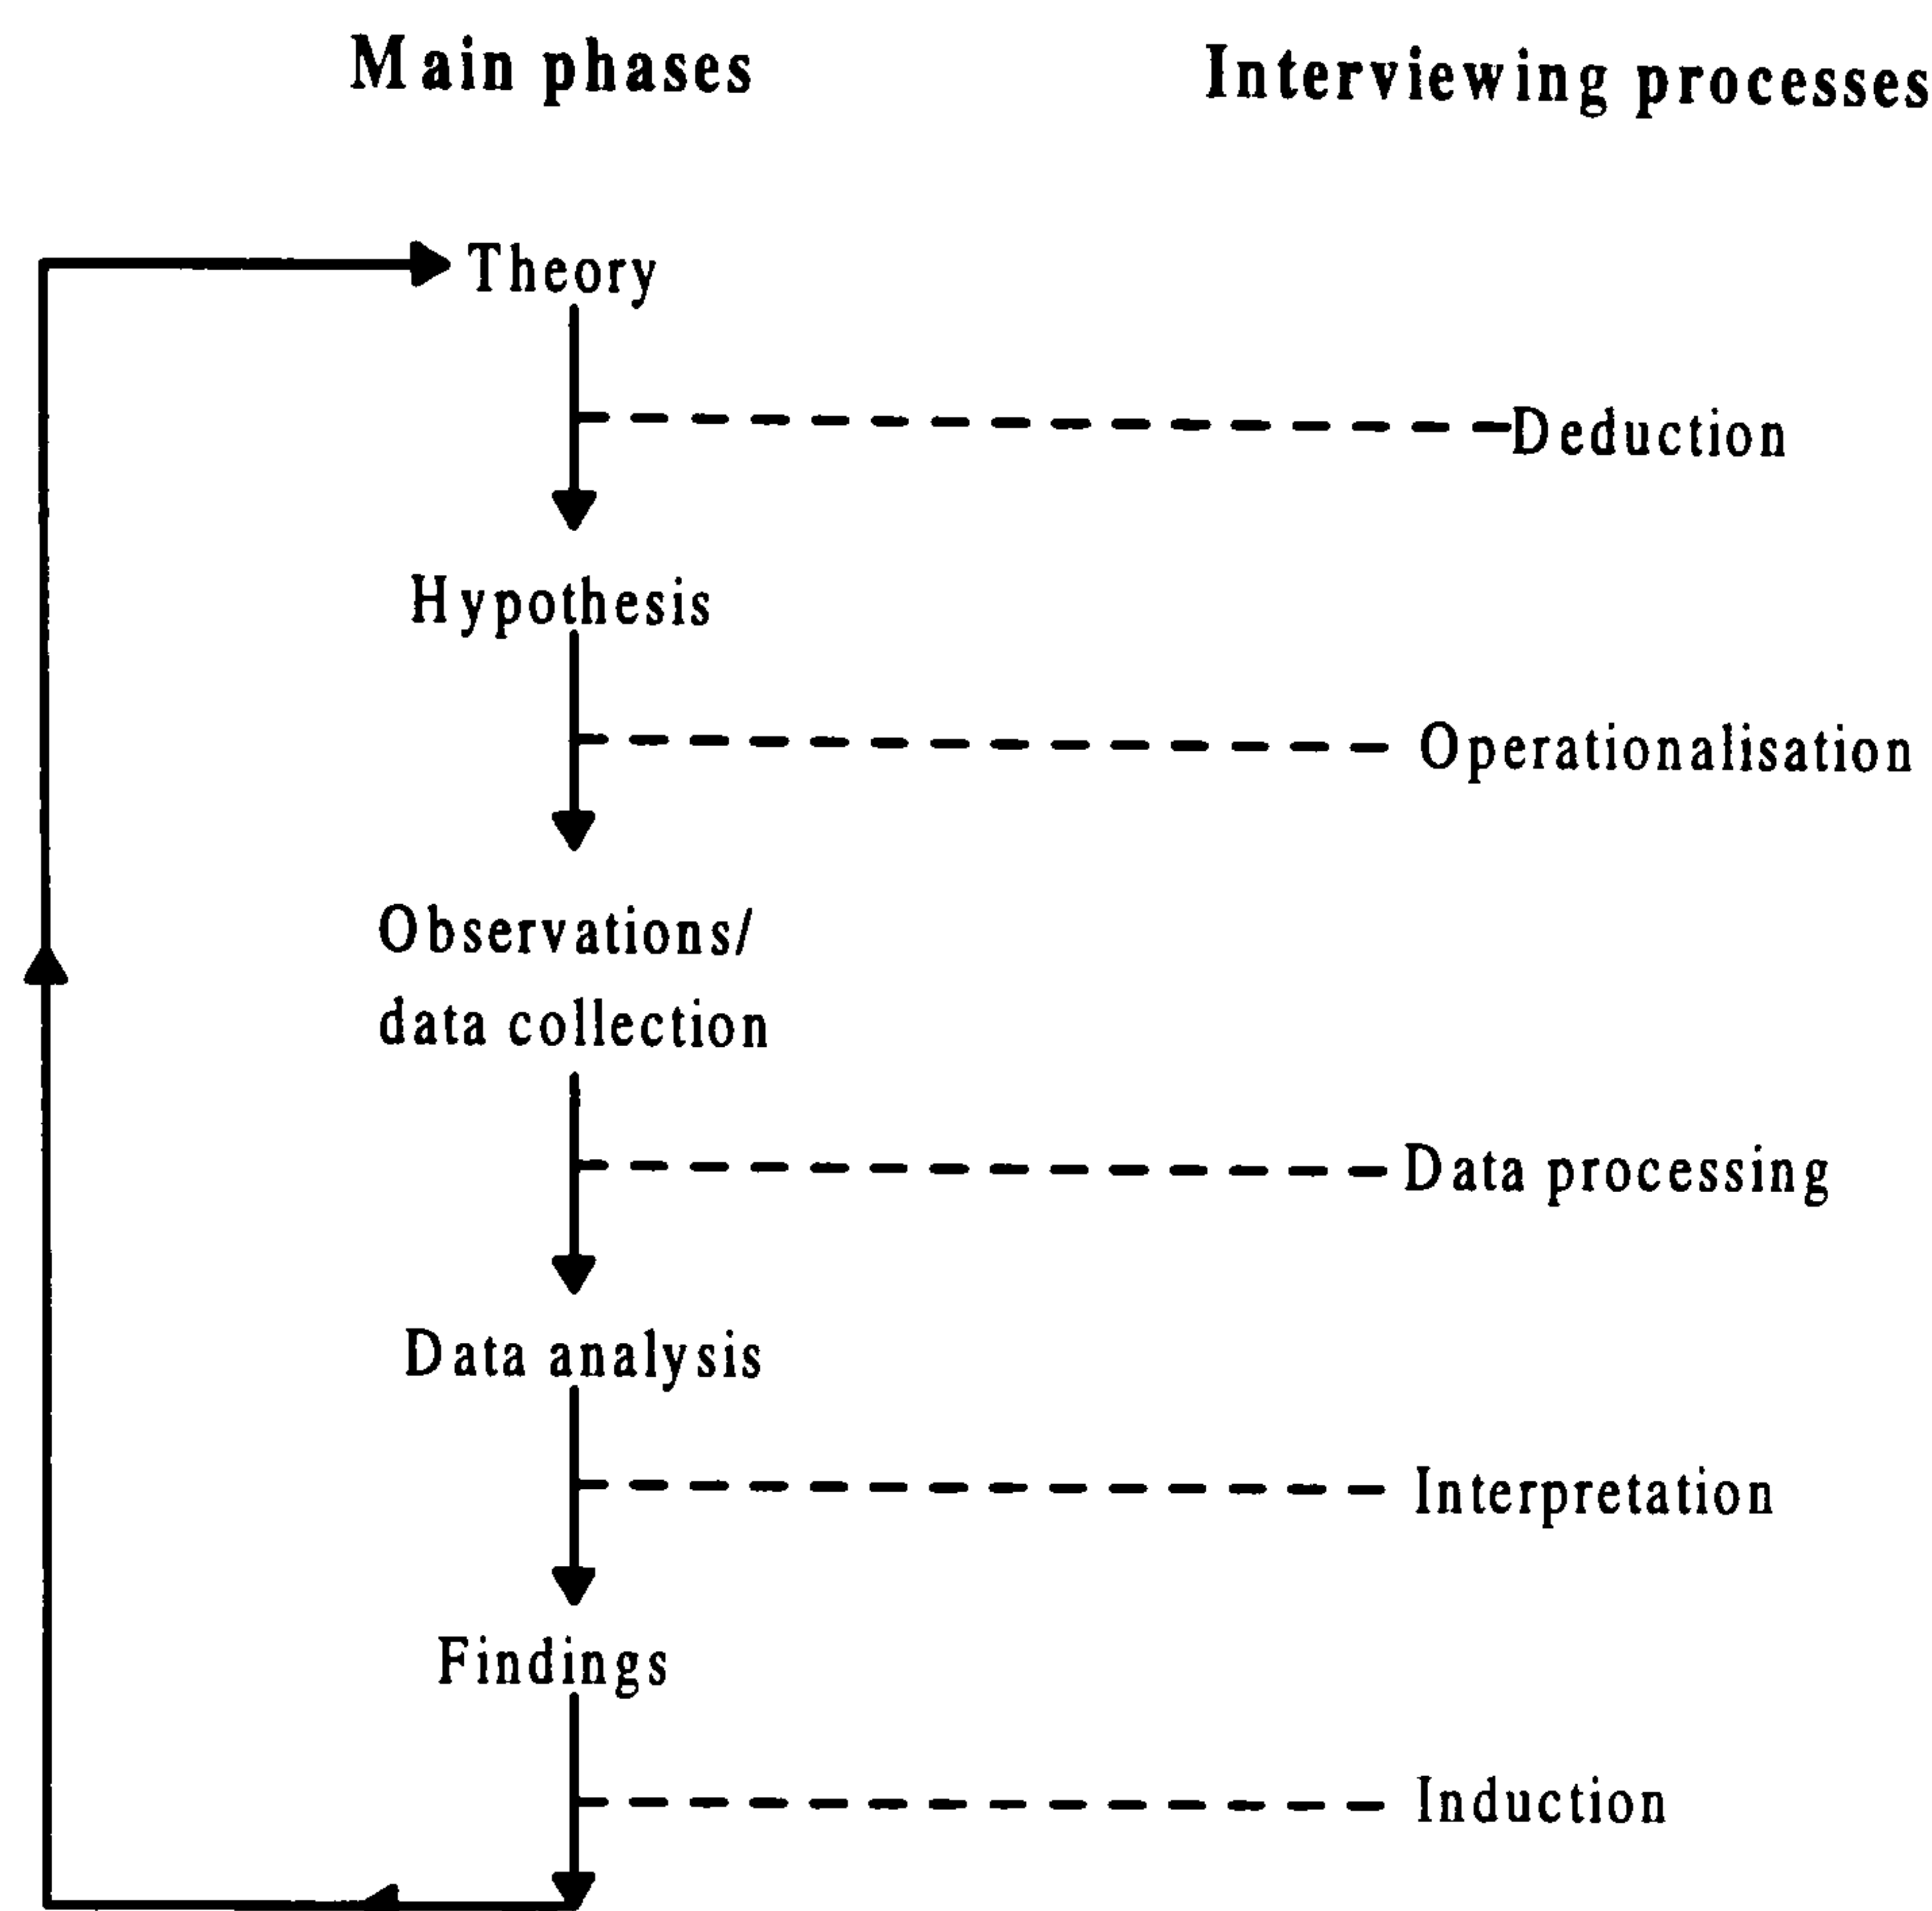 Main phases
Interviewing processes
Theory
Deduction
Hypothesis
Operationalisation
Observations/
data collection
Data processing
Data analysis
Interpretation
Findings
Induction